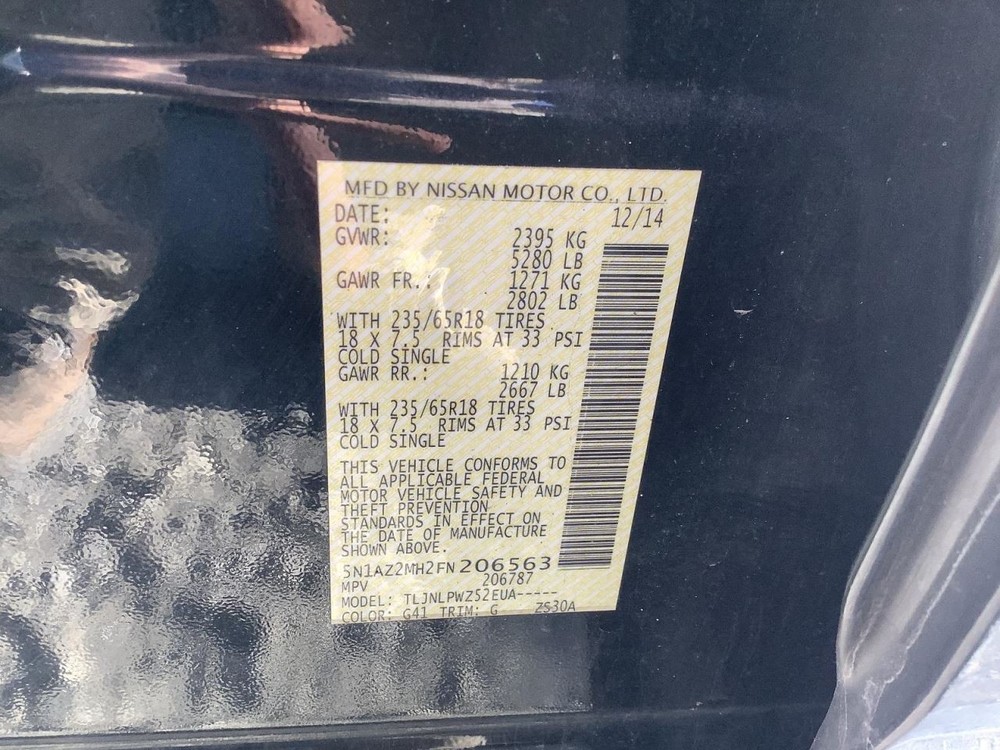 MFD BY NISSAN MOTOR CO., LTD.
DATE: 12/14
GVWR: 2395 KG
5280 LB
GAWR FR.: 1271 KG
2802 LB
WITH 235/65R18 TIRES
18 X 7.5 RIMS AT 33 PSI
COLD SINGLE
GAWR RR.: 1210 KG
2667 LB
WITH 235/65R18 TIRES
18 X 7.5 RIMS AT 33 PSI
COLD SINGLE
THIS VEHICLE CONFORMS TO
ALL APPLICABLE FEDERAL
MOTOR VEHICLE SAFETY AND
THEFT PREVENTION
STANDARDS IN EFFECT ON
THE DATE OF MANUFACTURE
SHOWN ABOVE.
5N1AZ2MH2FN206563
MPV 206787
MODEL: TLJNLPWZ52EUA-----
COLOR: G41 TRIM: G ZS30A